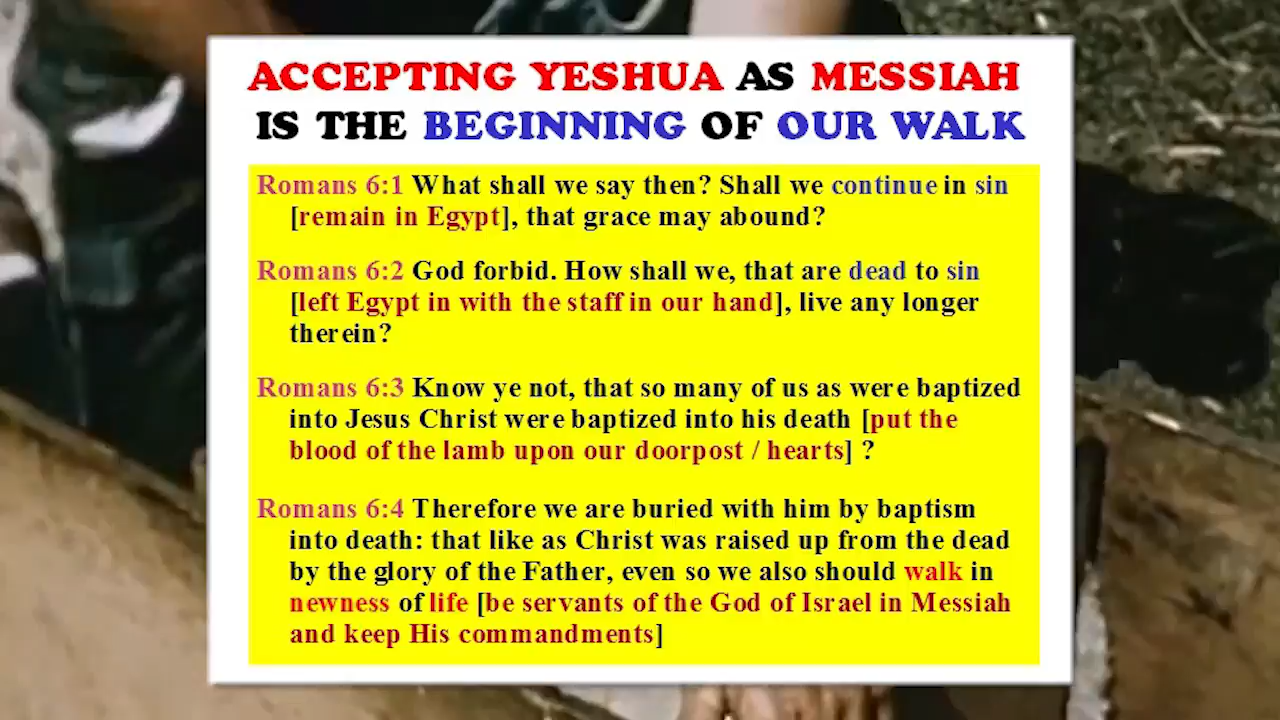 ACCEPTING YESHUA AS MESSIAH
IS THE BEGINNING OF OUR WALK
Romans 6:1 What shall we say then? Shall we continue in sin
[remain in Egypt], that grace may abound?
Romans 6:2 God forbid. How shall we, that are dead to sin
[left Egypt in with the staff in our hand], live any longer
therein?
Romans 6:3 Know ye not, that so many of us as were baptized
into Jesus Christ were baptized into his death [put the
blood of the lamb upon our doorpost / hearts] ?
Romans 6:4 Therefore we are buried with him by baptism
into death: that like as Christ was raised up from the dead
by the glory of the Father, even so we also should walk in
newness of life [be servants of the God of Israel in Messiah
and keep His commandments]